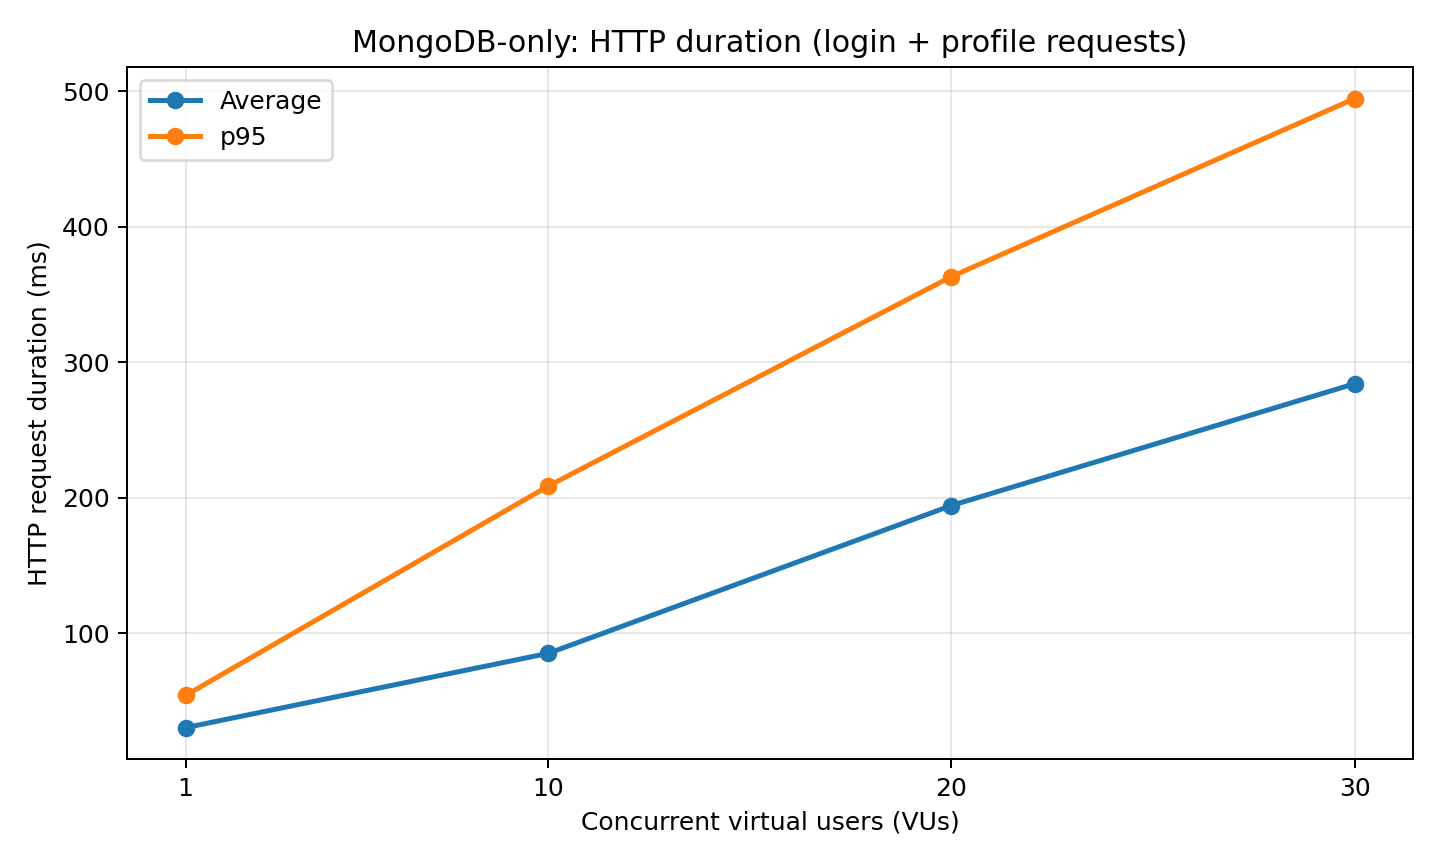 MongoDB-only: HTTP duration (login + profile requests)
Average
p95
HTTP request duration (ms)
500
400
300
200
100
1 10 20 30
Concurrent virtual users (VUs)